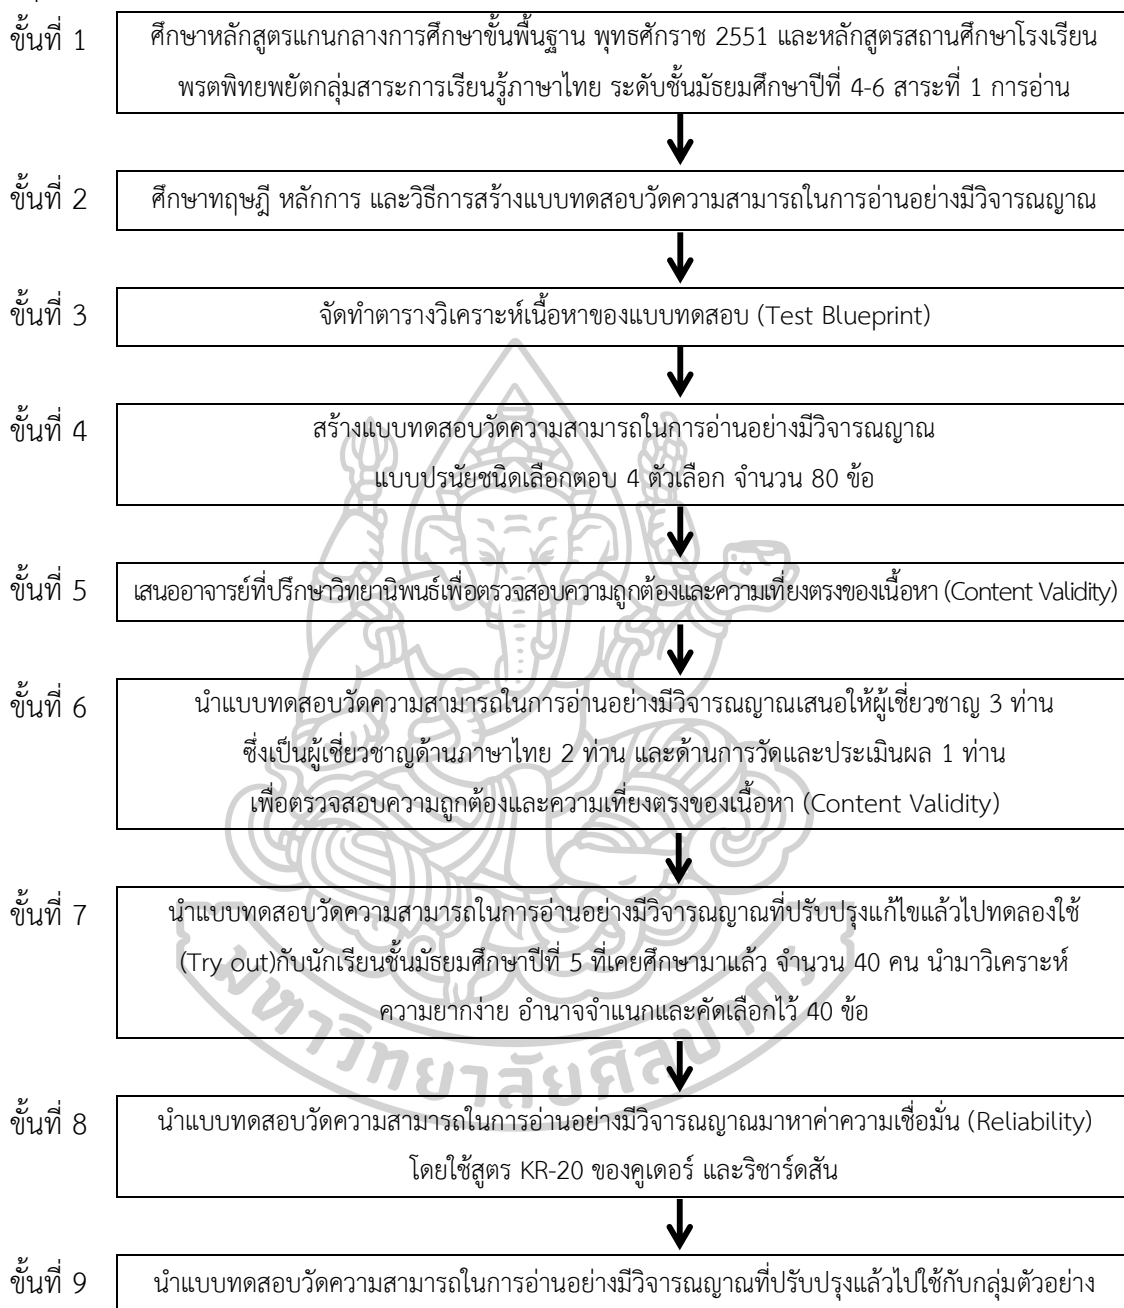 ขั้นที่ 1
ศึกษาหลักสูตรแกนกลางการศึกษาขั้นพื้นฐาน พุทธศักราช 2551 และหลักสูตรสถานศึกษาโรงเรียน
พรตพิทยพยัตกลุ่มสาระการเรียนรู้ภาษาไทย ระดับชั้นมัธยมศึกษาปีที่ 4-6 สาระที่ 1 การอ่าน
ขั้นที่ 2
ศึกษาทฤษฎี หลักการ และวิธีการสร้างแบบทดสอบวัดความสามารถในการอ่านอย่างมีวิจารณญาณ
ขั้นที่ 3
จัดทำตารางวิเคราะห์เนื้อหาของแบบทดสอบ (Test Blueprint)
ขั้นที่ 4
สร้างแบบทดสอบวัดความสามารถในการอ่านอย่างมีวิจารณญาณ
แบบปรนัยชนิดเลือกตอบ 4 ตัวเลือก จำนวน 80 ข้อ
ขั้นที่ 5
เสนออาจารย์ที่ปรึกษาวิทยานิพนธ์เพื่อตรวจสอบความถูกต้องและความเที่ยงตรงของเนื้อหา (Content Validity)
ขั้นที่ 6
นำแบบทดสอบวัดความสามารถในการอ่านอย่างมีวิจารณญาณเสนอให้ผู้เชี่ยวชาญ 3 ท่าน
ซึ่งเป็นผู้เชี่ยวชาญด้านภาษาไทย 2 ท่าน และด้านการวัดและประเมินผล 1 ท่าน
เพื่อตรวจสอบความถูกต้องและความเที่ยงตรงของเนื้อหา (Content Validity)
ขั้นที่ 7
นำแบบทดสอบวัดความสามารถในการอ่านอย่างมีวิจารณญาณที่ปรับปรุงแก้ไขแล้วไปทดลองใช้
(Try out)กับนักเรียนชั้นมัธยมศึกษาปีที่ 5 ที่เคยศึกษามาแล้ว จำนวน 40 คน นำมาวิเคราะห์
ความยากง่าย อำนาจจำแนกและคัดเลือกไว้ 40 ข้อ
มหาวิทยาลัยศิลปากร
ขั้นที่ 8
นำแบบทดสอบวัดความสามารถในการอ่านอย่างมีวิจารณญาณมาหาค่าความเชื่อมั่น (Reliability)
โดยใช้สูตร KR-20 ของคูเดอร์ และริชาร์ดสัน
ขั้นที่ 9
นำแบบทดสอบวัดความสามารถในการอ่านอย่างมีวิจารณญาณที่ปรับปรุงแล้วไปใช้กับกลุ่มตัวอย่าง